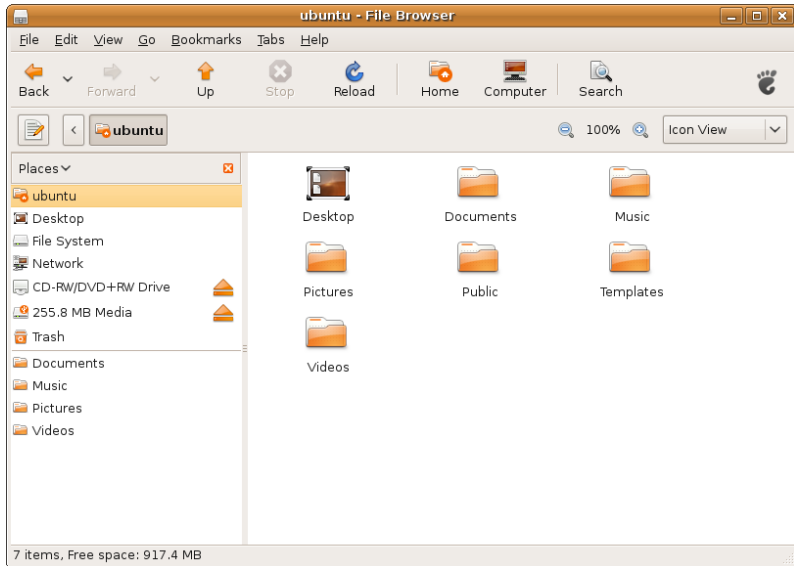 ubuntu - File Browser
File Edit View Go Bookmarks Tabs Help
Back Forward Up Stop Reload Home Computer Search
ubuntu 100% Icon View
Places
ubuntu
Desktop
File System
Network
CD-RW/DVD+RW Drive
255.8 MB Media
Trash
Documents
Music
Pictures
Videos
Desktop Documents Music
Pictures Public Templates
Videos
7 items, Free space: 917.4 MB